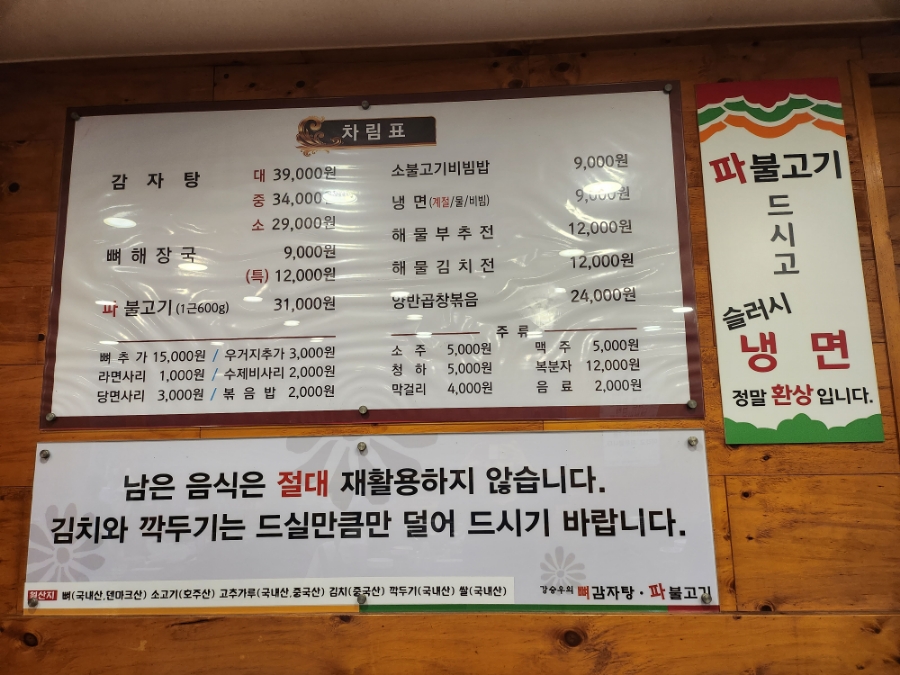 차림표
감 자 탕 대 39,000원
중 34,000원
소 29,000원
뼈해장국 9,000원
(특) 12,000원
파 불고기(1근600g) 31,000원
뼈 추 가 15,000원 / 우거지추가 3,000원
라면사리 1,000원 / 수제비사리 2,000원
당면사리 3,000원 / 볶 음 밥 2,000원
소불고기비빔밥 9,000원
냉 면(계절/물/비빔) 9,000원
해물부추전 12,000원
해물김치전 12,000원
양반곱창볶음 24,000원
주 류
소 주 5,000원 맥 주 5,000원
청 하 5,000원 복분자 12,000원
막걸리 4,000원 음 료 2,000원
파불고기
드시고
슬러시
냉 면
정말 환상입니다.
남은 음식은 절대 재활용하지 않습니다.
김치와 깍두기는 드실만큼만 덜어 드시기 바랍니다.
원산지 뼈(국내산,덴마크산) 소고기(호주산) 고추가루(국내산,중국산) 김치(중국산) 깍두기(국내산) 쌀(국내산)
강승우의 뼈감자탕·파불고기